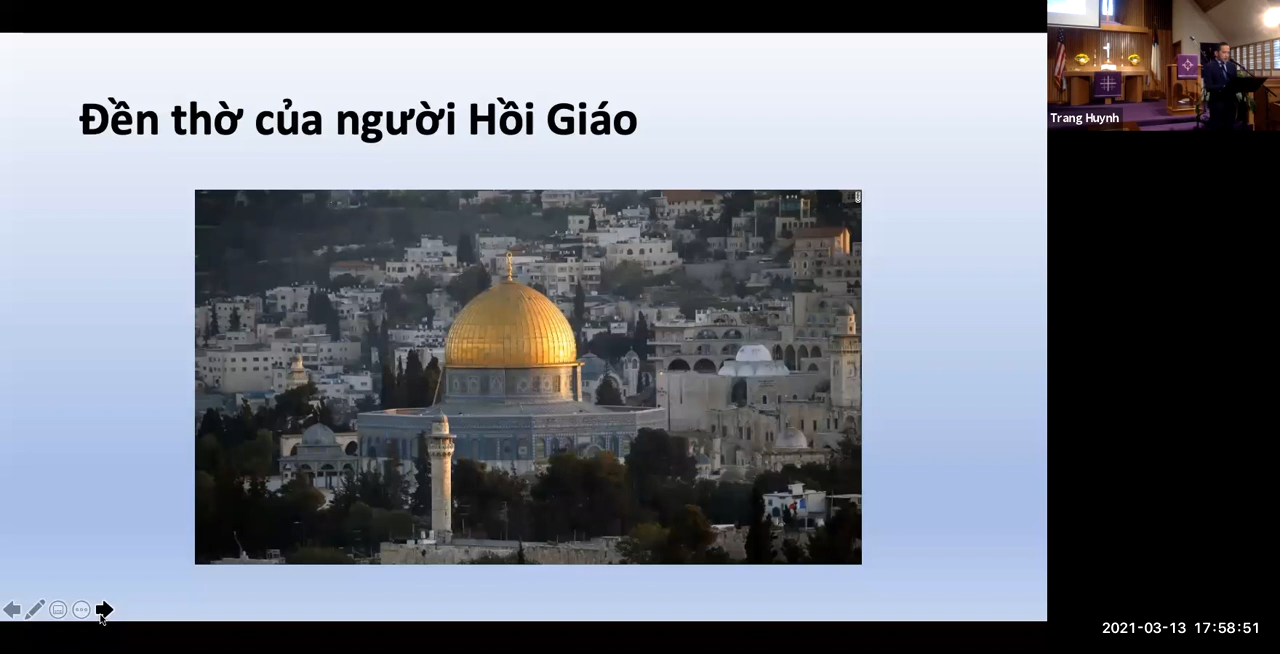 Đền thờ của người Hồi Giáo
Trang Huynh
2021-03-13 17:58:51